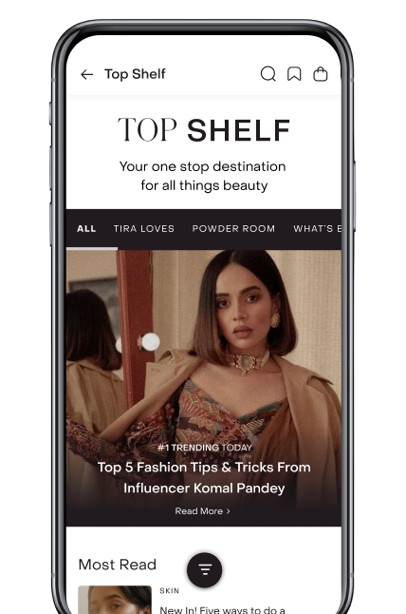 Top Shelf
TOP SHELF
Your one stop destination
for all things beauty
ALL TIRA LOVES POWDER ROOM WHAT'S
#1 TRENDING TODAY
Top 5 Fashion Tips & Tricks From
Influencer Komal Pandey
Read More >
Most Read
SKIN
New In! Five ways to do a